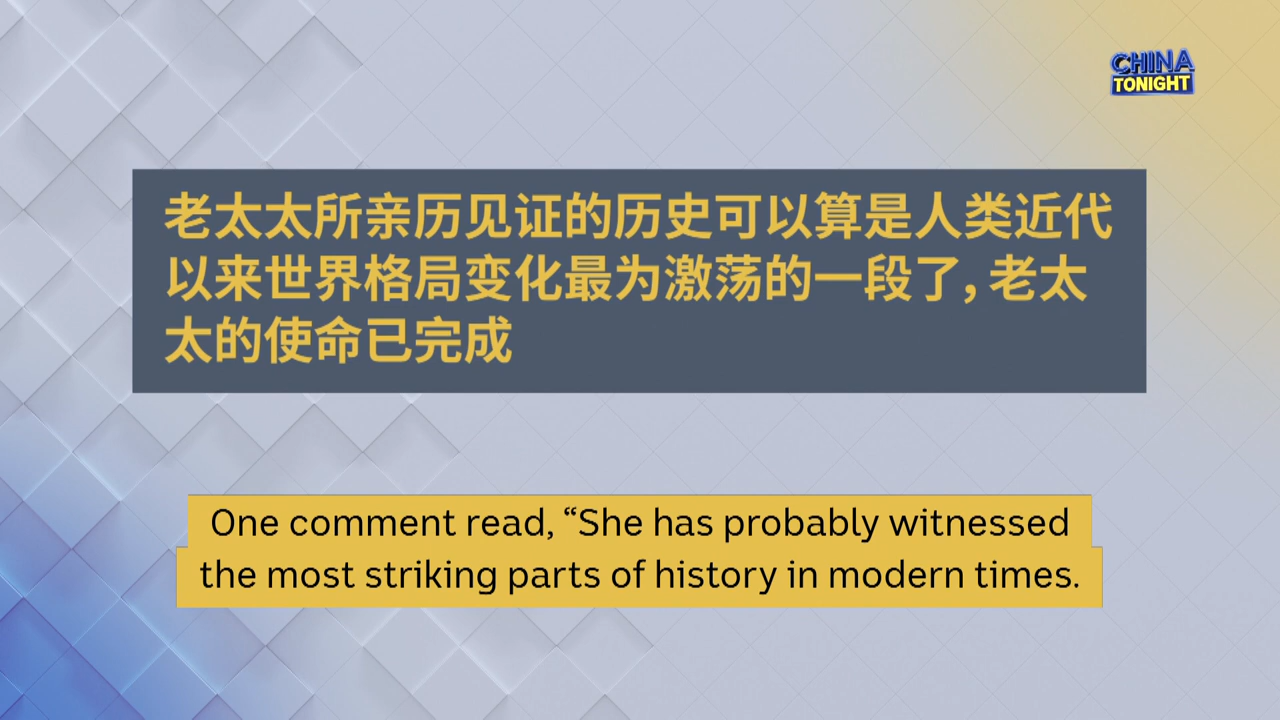 CHINA
TONIGHT
老太太所亲历见证的历史可以算是人类近代
以来世界格局变化最为激荡的一段了，老太
太的使命已完成
One comment read, “She has probably witnessed
the most striking parts of history in modern times.